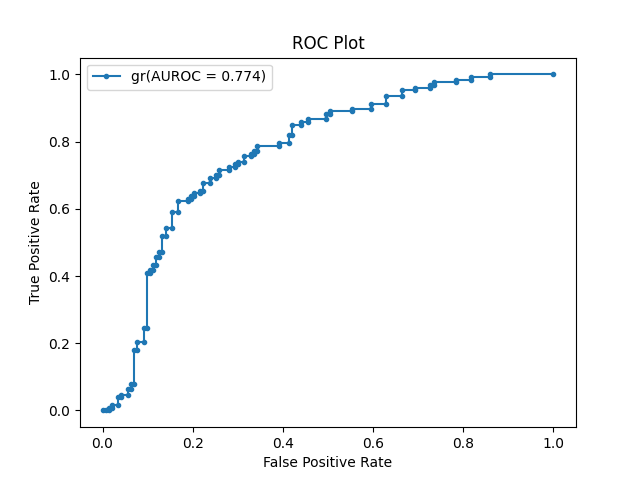 ROC Plot
gr(AUROC = 0.774)
True Positive Rate
1.0
0.8
0.6
0.4
0.2
0.0
0.0 0.2 0.4 0.6 0.8 1.0
False Positive Rate